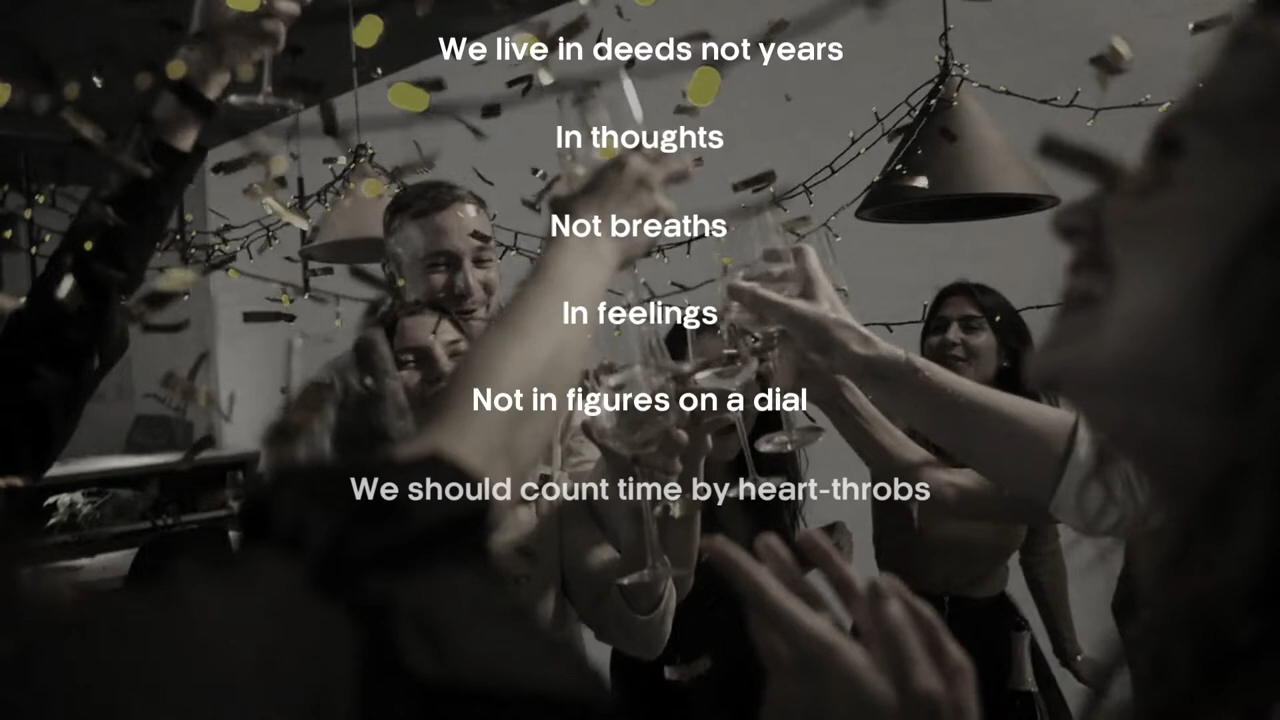 We live in deeds not years
In thoughts
Not breaths
In feelings
Not in figures on a dial
We should count time by heart-throbs